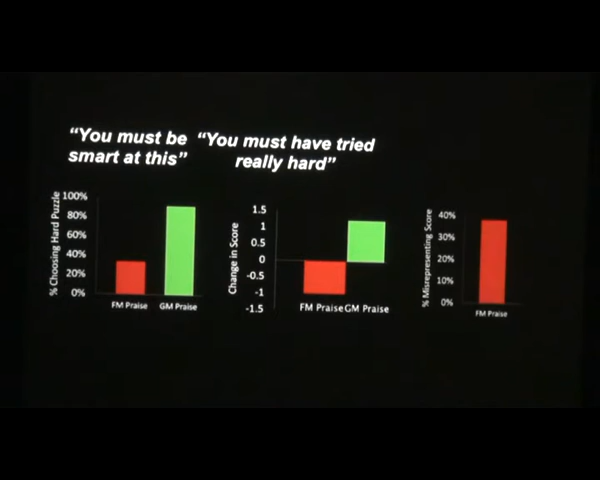 “You must be
smart at this”
“You must have tried
really hard”
% Choosing Hard Puzzle
100%
80%
60%
40%
20%
0%
FM Praise
GM Praise
Change in Score
1.5
1
0.5
0
-0.5
-1
-1.5
FM Praise GM Praise
% Misrepresenting Score
40%
30%
20%
10%
0%
FM Praise